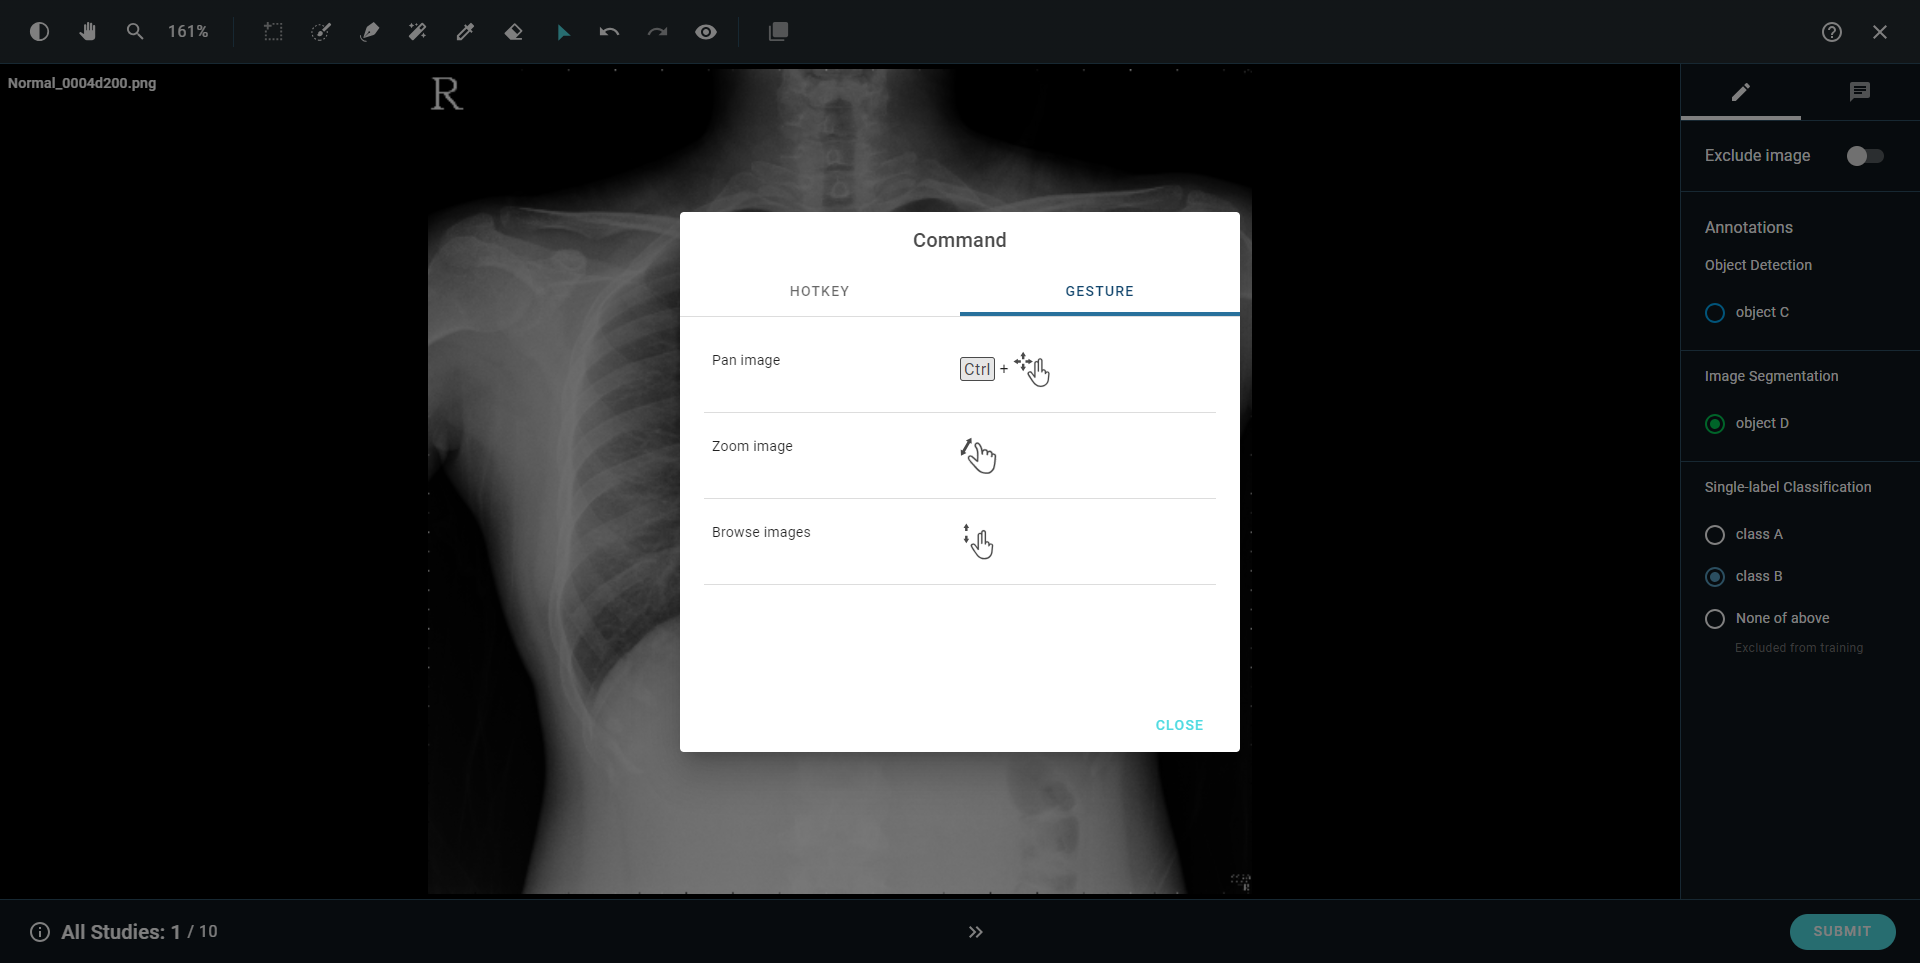 161%
Normal_0004d200.png
R
Exclude image
Annotations
Object Detection
object C
Image Segmentation
object D
Single-label Classification
class A
class B
None of above
Excluded from training
Command
HOTKEY GESTURE
Pan image Ctrl +
Zoom image
Browse images
CLOSE
All Studies: 1 / 10
SUBMIT